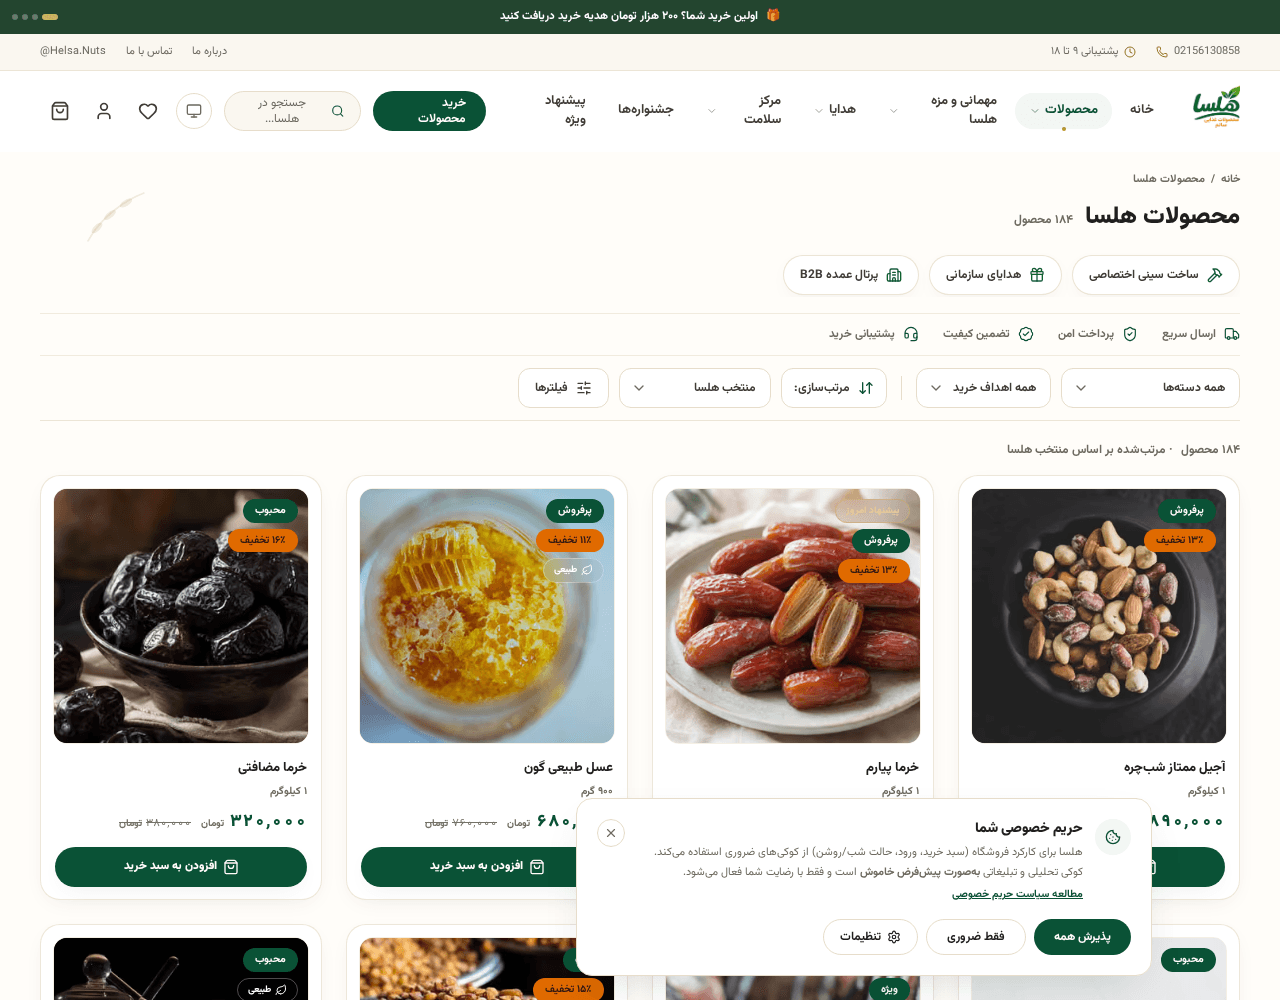 🎁 اولین خرید شما؟ ۲۰۰ هزار تومان هدیه خرید دریافت کنید
02156130858
پشتیبانی ۹ تا ۱۸
درباره ما
تماس با ما
@Helsa.Nuts
هلسا
خانه
محصولات
مهمانی و مزه هلسا
هدایا
مرکز سلامت
جشنواره‌ها
پیشنهاد ویژه
خرید محصولات
جستجو در هلسا...
خانه / محصولات هلسا
محصولات هلسا ۱۸۴ محصول
ساخت سینی اختصاصی
هدایای سازمانی
پرتال عمده B2B
ارسال سریع
پرداخت امن
تضمین کیفیت
پشتیبانی خرید
همه دسته‌ها
همه اهداف خرید
مرتب‌سازی:
منتخب هلسا
فیلترها
۱۸۴ محصول · مرتب‌شده بر اساس منتخب هلسا
پرفروش
۱۳٪ تخفیف
آجیل ممتاز شب‌چره
۱ کیلوگرم
۸۹۰,۰۰۰
پیشنهاد امروز
پرفروش
۱۳٪ تخفیف
خرما پیارم
۱ کیلوگرم
پرفروش
۱۱٪ تخفیف
طبیعی
عسل طبیعی گون
۹۰۰ گرم
۶۸۰,
تومان
۷۶۰,۰۰۰ تومان
افزودن به سبد خرید
محبوب
۱۶٪ تخفیف
خرما مضافتی
۱ کیلوگرم
۳۲۰,۰۰۰ تومان
۳۸۰,۰۰۰ تومان
افزودن به سبد خرید
حریم خصوصی شما
هلسا برای کارکرد فروشگاه (سبد خرید، ورود، حالت شب/روشن) از کوکی‌های ضروری استفاده می‌کند.
کوکی تحلیلی و تبلیغاتی به‌صورت پیش‌فرض خاموش است و فقط با رضایت شما فعال می‌شود.
مطالعه سیاست حریم خصوصی
پذیرش همه
فقط ضروری
تنظیمات
محبوب
ویژه
۱۵٪ تخفیف
محبوب
طبیعی